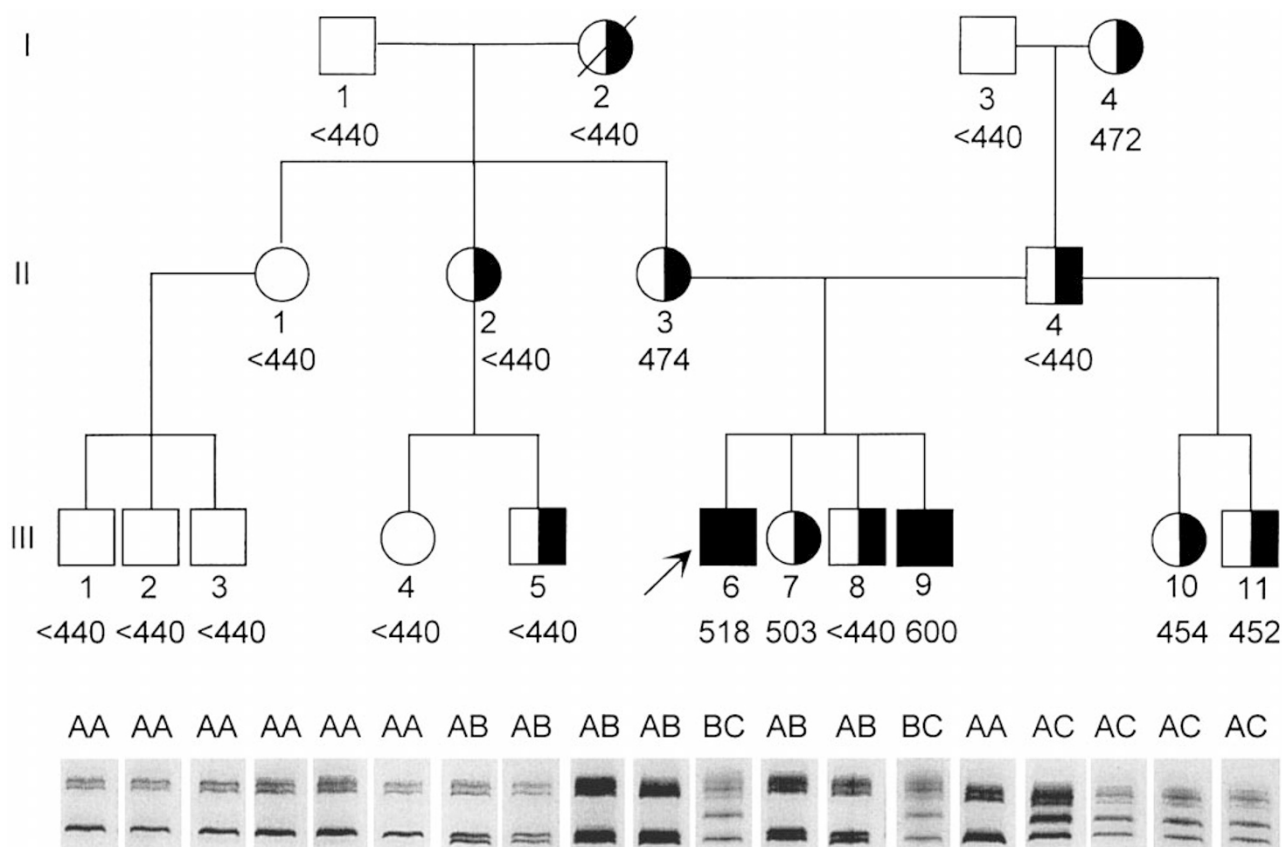 I
1 2 3 4
<440 <440 <440 472
II
1 2 3 4
<440 <440 474 <440
III
1 2 3 4 5 6 7 8 9 10 11
<440 <440 <440 <440 <440 518 503 <440 600 454 452
AA AA AA AA AA AA AB AB AB AB BC AB AB BC AA AC AC AC AC